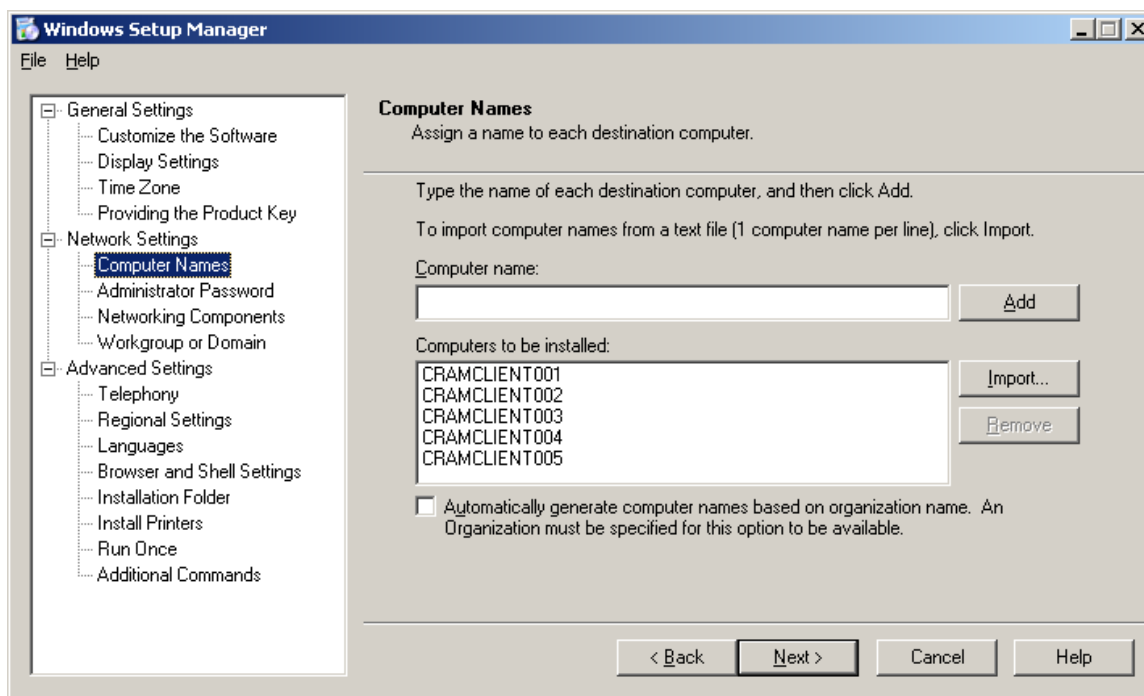 Windows Setup Manager
File Help
General Settings
Customize the Software
Display Settings
Time Zone
Providing the Product Key
Network Settings
Computer Names
Administrator Password
Networking Components
Workgroup or Domain
Advanced Settings
Telephony
Regional Settings
Languages
Browser and Shell Settings
Installation Folder
Install Printers
Run Once
Additional Commands
Computer Names
Assign a name to each destination computer.
Type the name of each destination computer, and then click Add.
To import computer names from a text file (1 computer name per line), click Import.
Computer name:
Add
Computers to be installed:
CRAMCLIENT001
CRAMCLIENT002
CRAMCLIENT003
CRAMCLIENT004
CRAMCLIENT005
Import...
Remove
Automatically generate computer names based on organization name. An
Organization must be specified for this option to be available.
< Back Next > Cancel Help